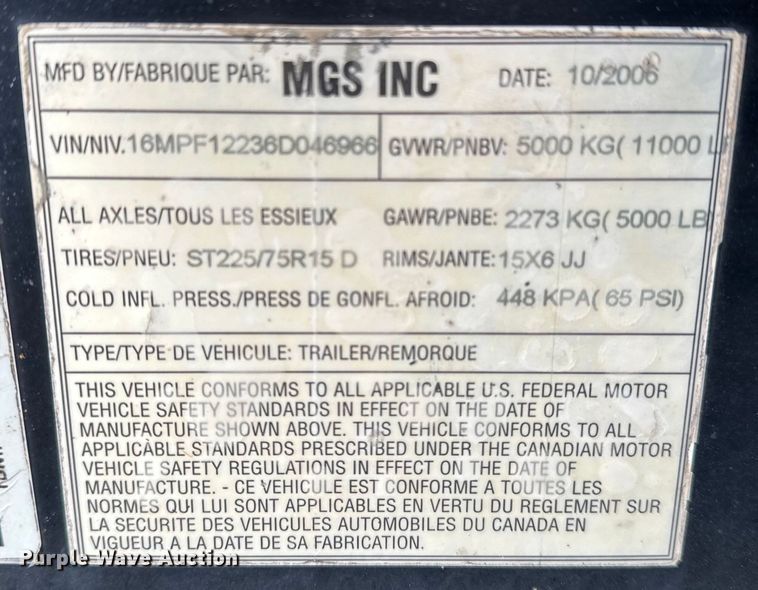 MFD BY/FABRIQUE PAR: MGS INC DATE: 10/2006
VIN/NIV.16MPF12236D046966 GVWR/PNBV: 5000 KG( 11000 LB
ALL AXLES/TOUS LES ESSIEUX GAWR/PNBE: 2273 KG( 5000 LB
TIRES/PNEU: ST225/75R15 D RIMS/JANTE:15X6 JJ
COLD INFL. PRESS./PRESS DE GONFL. AFROID: 448 KPA( 65 PSI)
TYPE/TYPE DE VEHICULE: TRAILER/REMORQUE
THIS VEHICLE CONFORMS TO ALL APPLICABLE U.S. FEDERAL MOTOR
VEHICLE SAFETY STANDARDS IN EFFECT ON THE DATE OF
MANUFACTURE SHOWN ABOVE. THIS VEHICLE CONFORMS TO ALL
APPLICABLE STANDARDS PRESCRIBED UNDER THE CANADIAN MOTOR
VEHICLE SAFETY REGULATIONS IN EFFECT ON THE DATE OF
MANUFACTURE. - CE VEHICULE EST CONFORME A TOUTES LES
NORMES QUI LUI SONT APPLICABLES EN VERTU DU REGLEMENT SUR
LA SECURITE DES VEHICULES AUTOMOBILES DU CANADA EN
VIGUEUR A LA DATE DE SA FABRICATION.
Purple Wave Auction